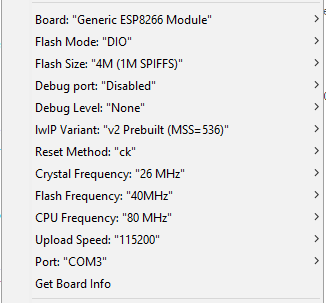 Board: "Generic ESP8266 Module"
Flash Mode: "DIO"
Flash Size: "4M (1M SPIFFS)"
Debug port: "Disabled"
Debug Level: "None"
lwIP Variant: "v2 Prebuilt (MSS=536)"
Reset Method: "ck"
Crystal Frequency: "26 MHz"
Flash Frequency: "40MHz"
CPU Frequency: "80 MHz"
Upload Speed: "115200"
Port: "COM3"
Get Board Info